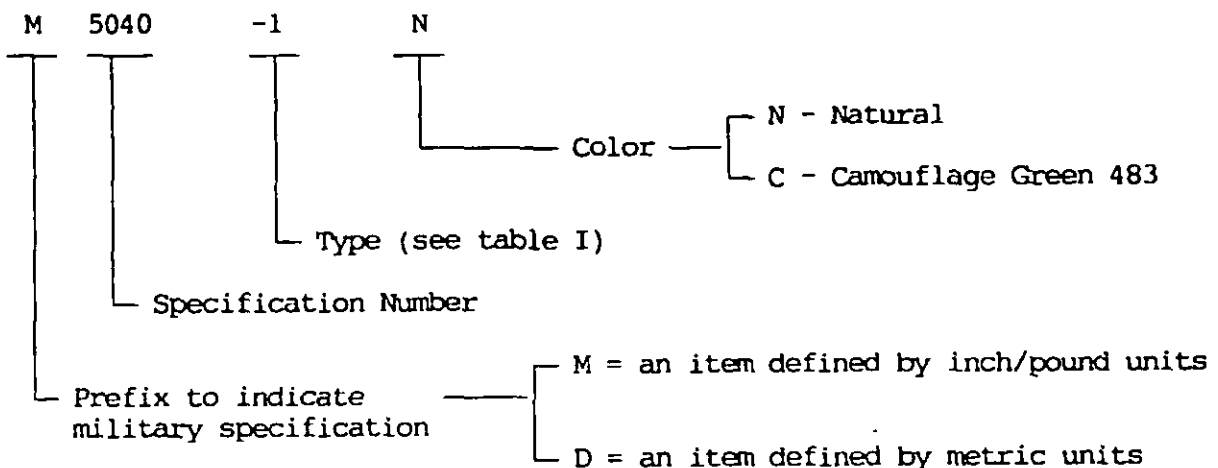 M 5040 -1 N
N - Natural
Color
C - Camouflage Green 483
Type (see table I)
Specification Number
M = an item defined by inch/pound units
Prefix to indicate
military specification
D = an item defined by metric units